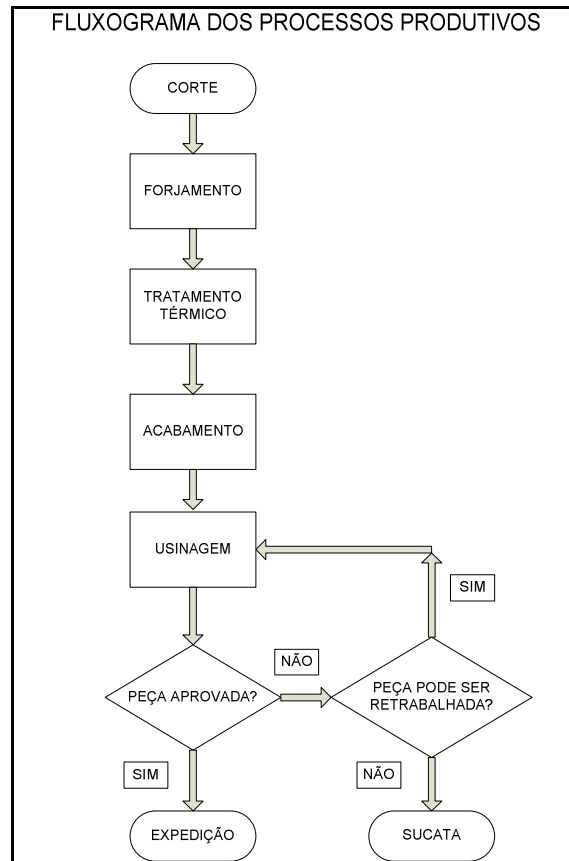 FLUXOGRAMA DOS PROCESSOS PRODUTIVOS
CORTE
FORJAMENTO
TRATAMENTO
TÉRMICO
ACABAMENTO
USINAGEM
SIM
NÃO
PEÇA APROVADA?
PEÇA PODE SER
RETRABALHADA?
SIM
NÃO
EXPEDIÇÃO
SUCATA